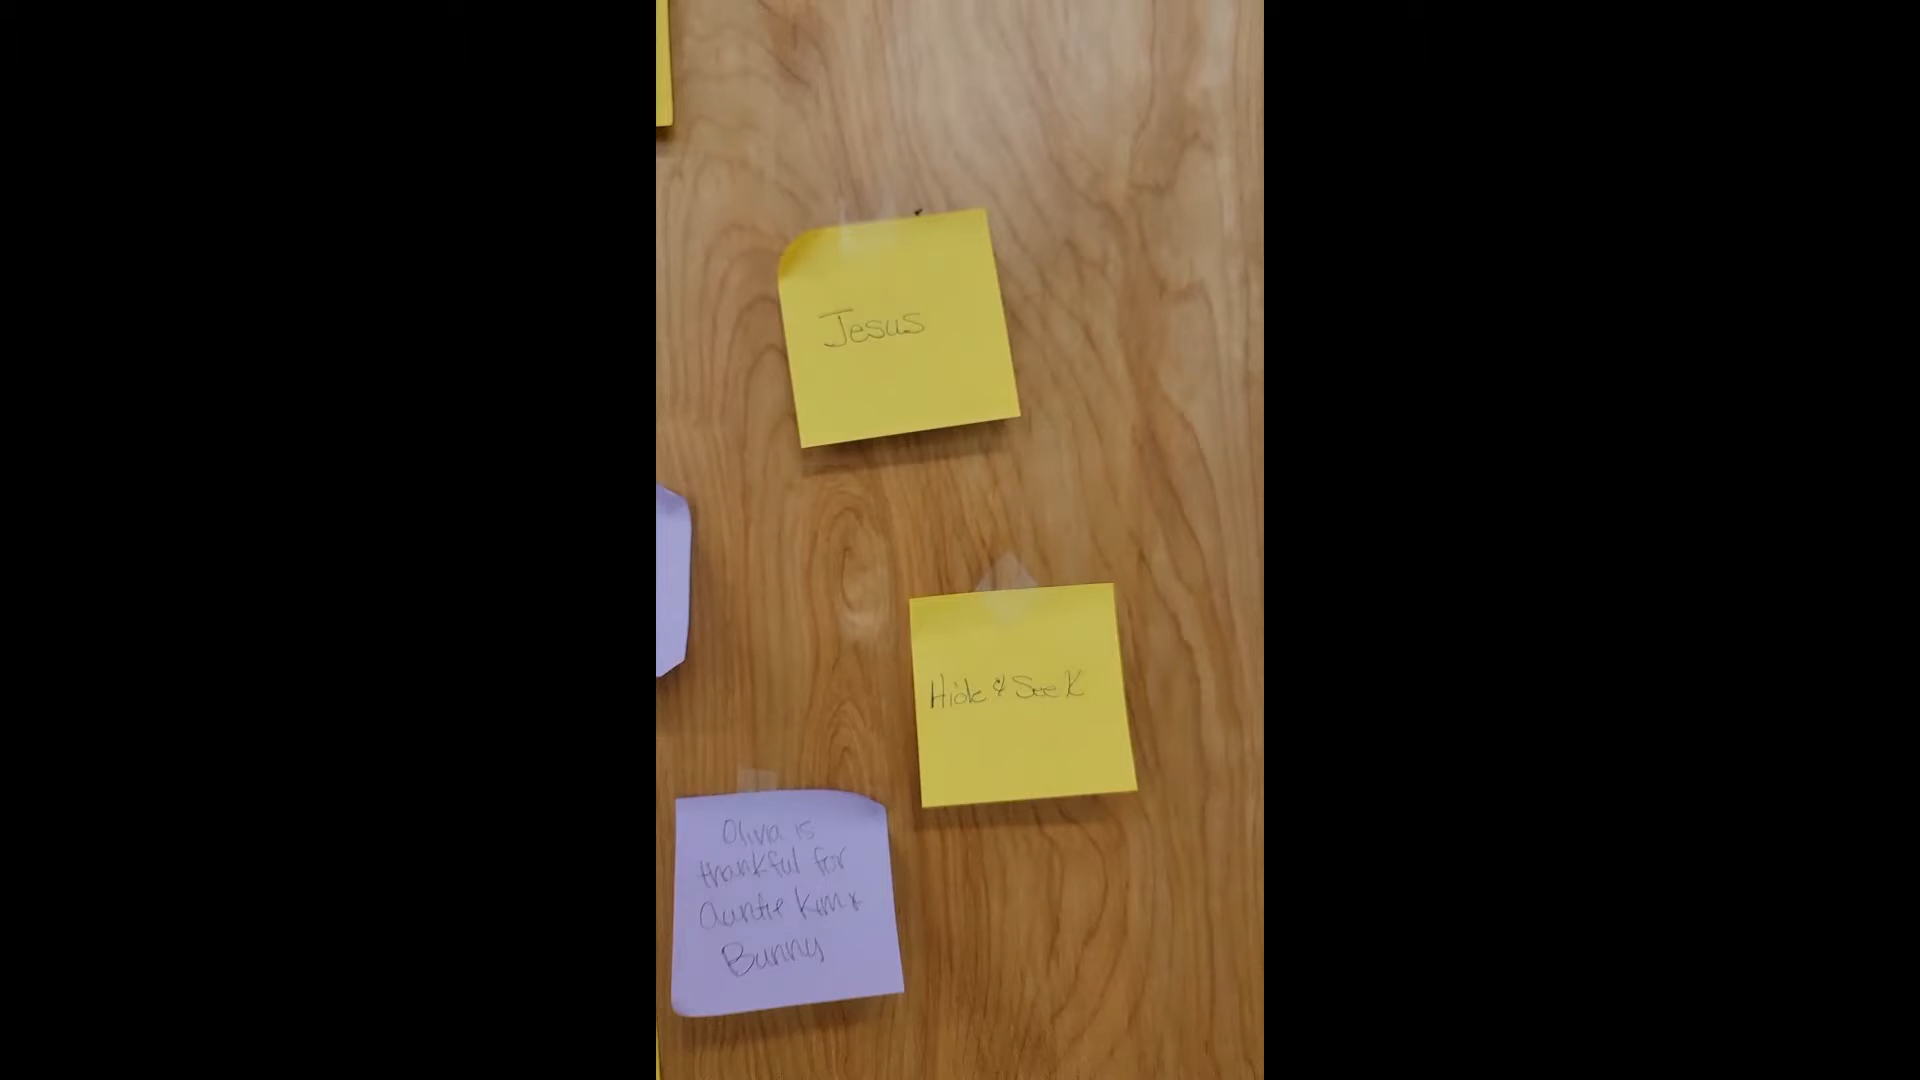 Jesus
Hide & Seek
Olivia is
thankful for
Auntie Kim &
Bunny